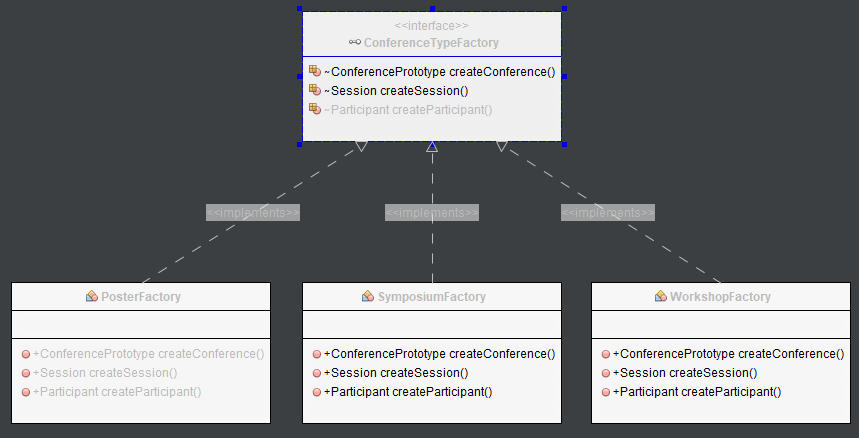 <<interface>>
ConferenceTypeFactory
~ConferencePrototype createConference()
~Session createSession()
~Participant createParticipant()
<<implements>>
<<implements>>
<<implements>>
PosterFactory
+ConferencePrototype createConference()
+Session createSession()
+Participant createParticipant()
SymposiumFactory
+ConferencePrototype createConference()
+Session createSession()
+Participant createParticipant()
WorkshopFactory
+ConferencePrototype createConference()
+Session createSession()
+Participant createParticipant()